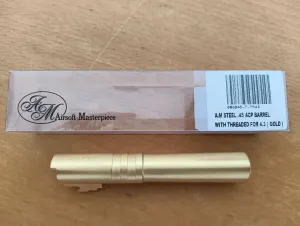 AM
Airsoft Masterpiece
A.M STEEL .45 ACP BARREL
WITH THREADED FOR 4.3 ( GOLD )